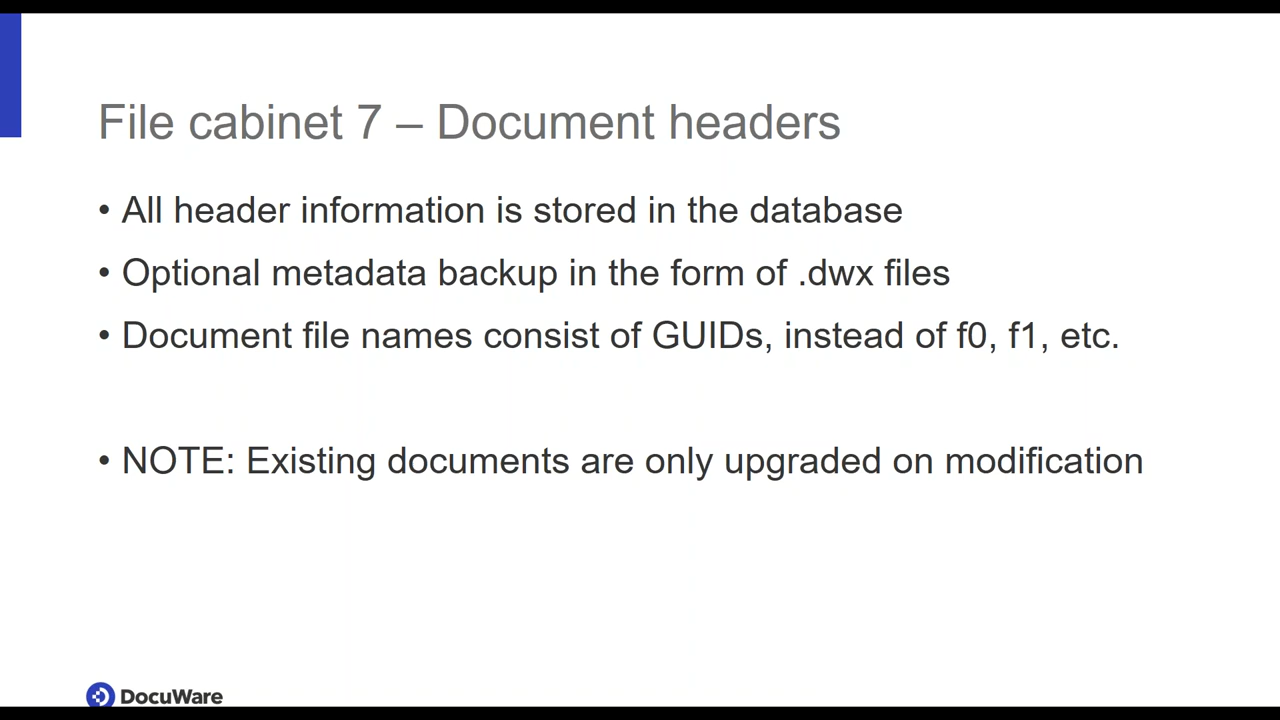 File cabinet 7 – Document headers
• All header information is stored in the database
• Optional metadata backup in the form of .dwx files
• Document file names consist of GUIDs, instead of f0, f1, etc.
• NOTE: Existing documents are only upgraded on modification
DocuWare